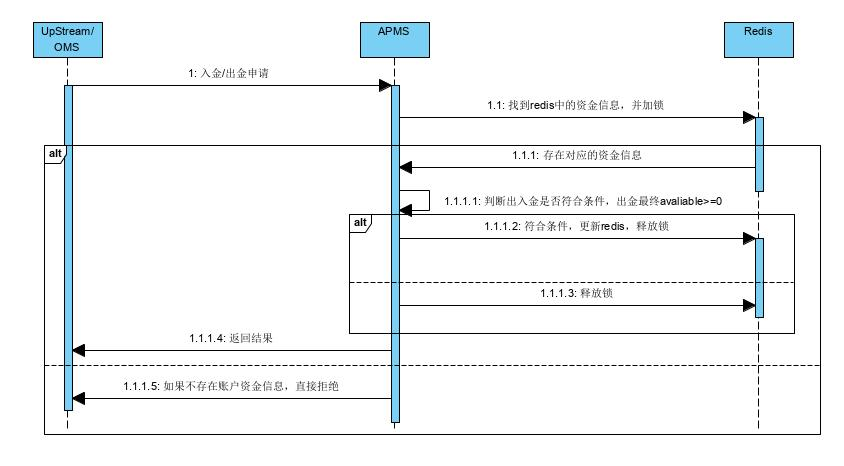 UpStream/
OMS
APMS
Redis
1: 入金/出金申请
1.1: 找到redis中的资金信息，并加锁
alt
1.1.1: 存在对应的资金信息
1.1.1.1: 判断出入金是否符合条件，出金最终avaliable>=0
alt
1.1.1.2: 符合条件，更新redis，释放锁
1.1.1.3: 释放锁
1.1.1.4: 返回结果
1.1.1.5: 如果不存在账户资金信息，直接拒绝